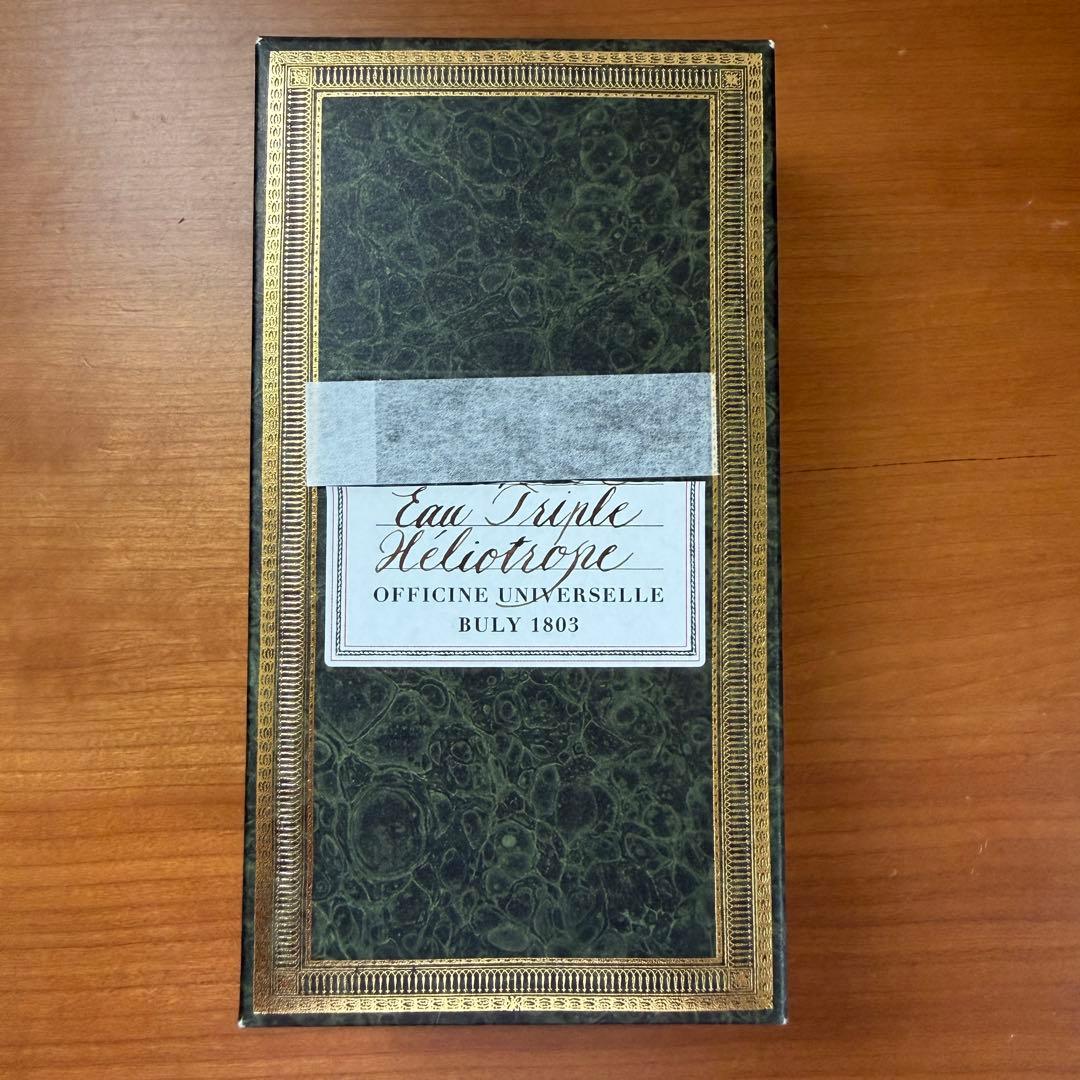 Eau Triple
Héliotrope
OFFICINE UNIVERSELLE
BULY 1803